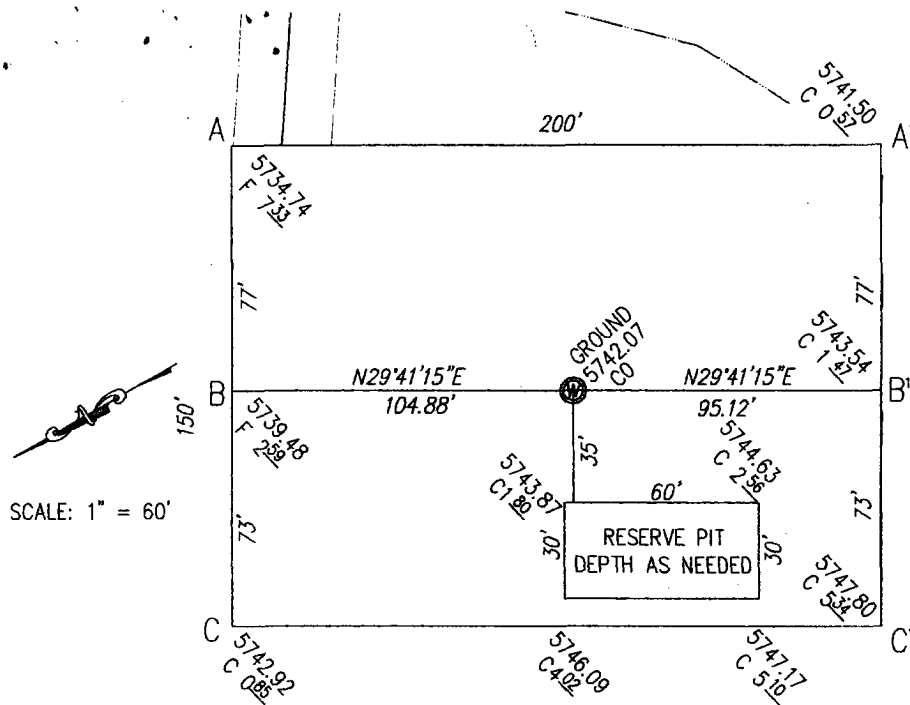 5741.50
C 0.57
A
200'
A'
5734.74
F 7.33
77'
77'
GROUND
5742.07
C0
5743.54
C 1.47
N29°41'15"E
N29°41'15"E
B
B'
104.88'
95.12'
150'
5739.48
F 2.59
35'
5744.63
C 2.56
5743.87
C1.80
60'
SCALE: 1" = 60'
73'
30'
RESERVE PIT
DEPTH AS NEEDED
30'
73'
5747.80
C 5.34
C
C'
5742.92
C 0.85
5746.09
C4.02
5747.17
C 5.10